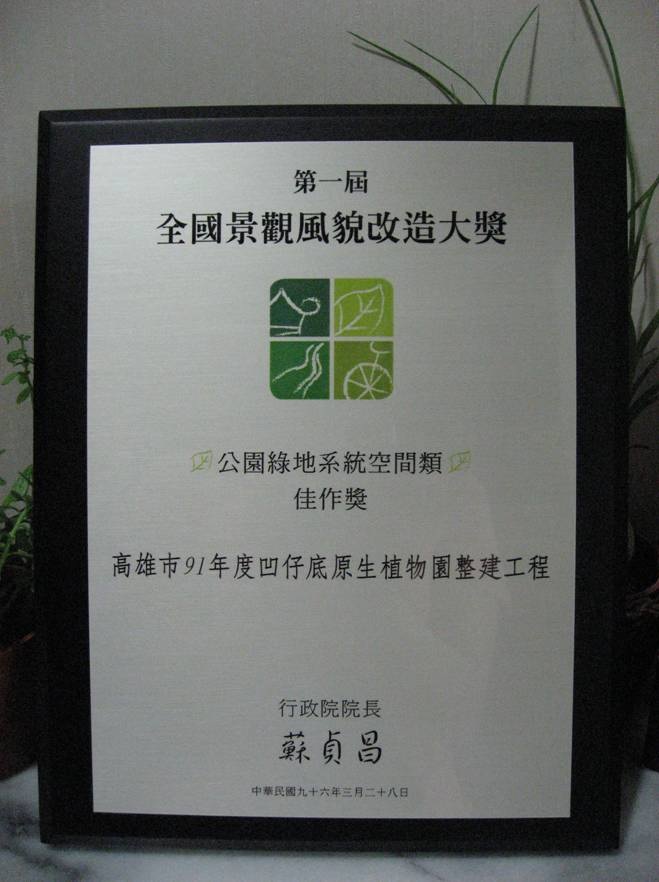 第一屆
全國景觀風貌改造大獎
公園綠地系統空間類
佳作獎
高雄市91年度凹仔底原生植物園整建工程
行政院院長
蘇貞昌
中華民國九十六年三月二十八日